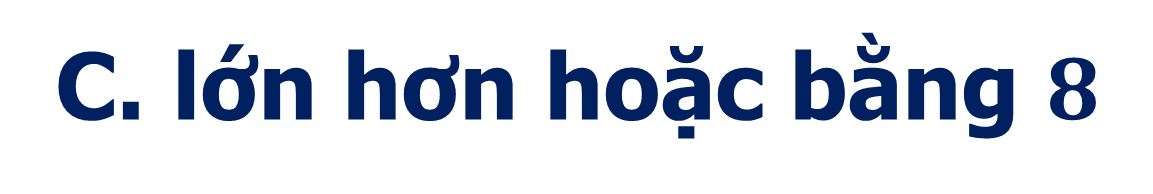 C. lớn hơn hoặc bằng 8